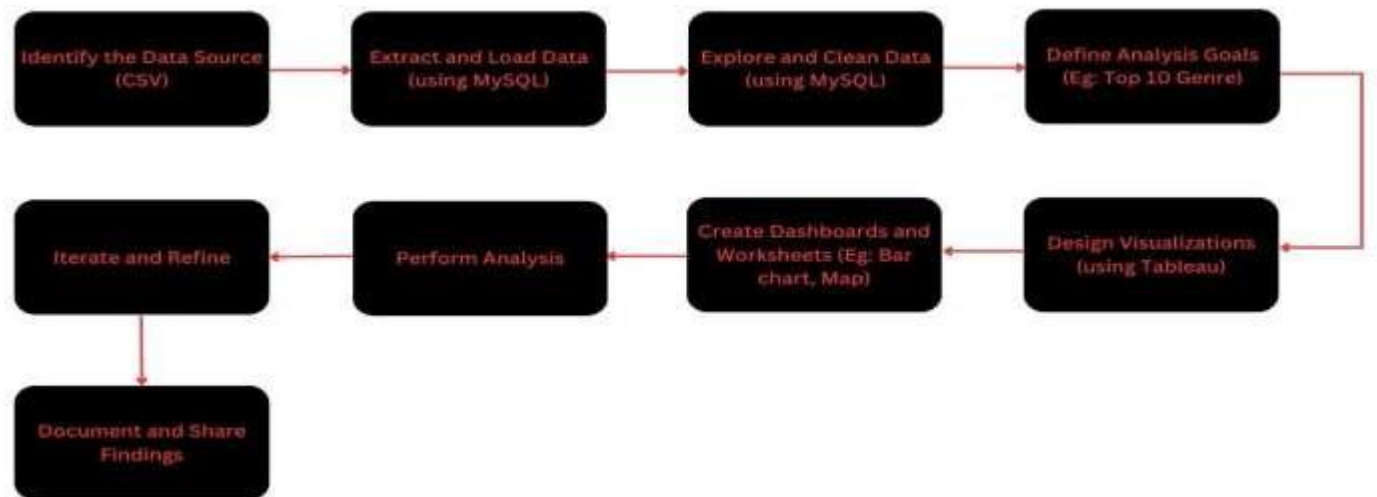 Identify the Data Source
(CSV)
Extract and Load Data
(using MySQL)
Explore and Clean Data
(using MySQL)
Define Analysis Goals
(Eg: Top 10 Genre)
Design Visualizations
(using Tableau)
Create Dashboards and
Worksheets (Eg: Bar
chart, Map)
Perform Analysis
Iterate and Refine
Document and Share
Findings